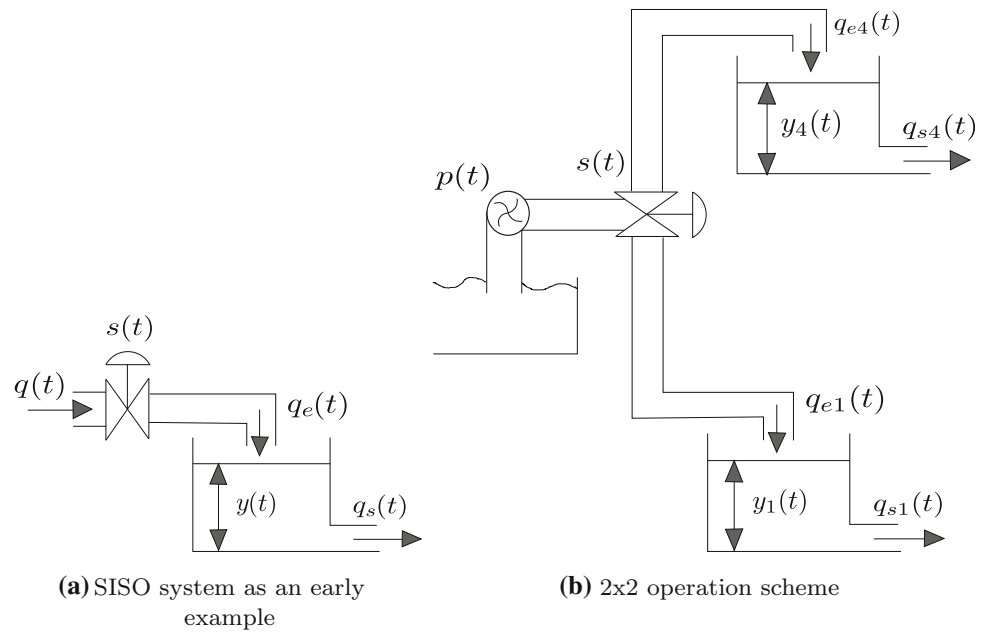 s(t)
q(t)
q_e(t)
y(t)
q_s(t)
(a) SISO system as an early
example
q_{e4}(t)
y_4(t)
q_{s4}(t)
s(t)
p(t)
q_{e1}(t)
y_1(t)
q_{s1}(t)
(b) 2x2 operation scheme